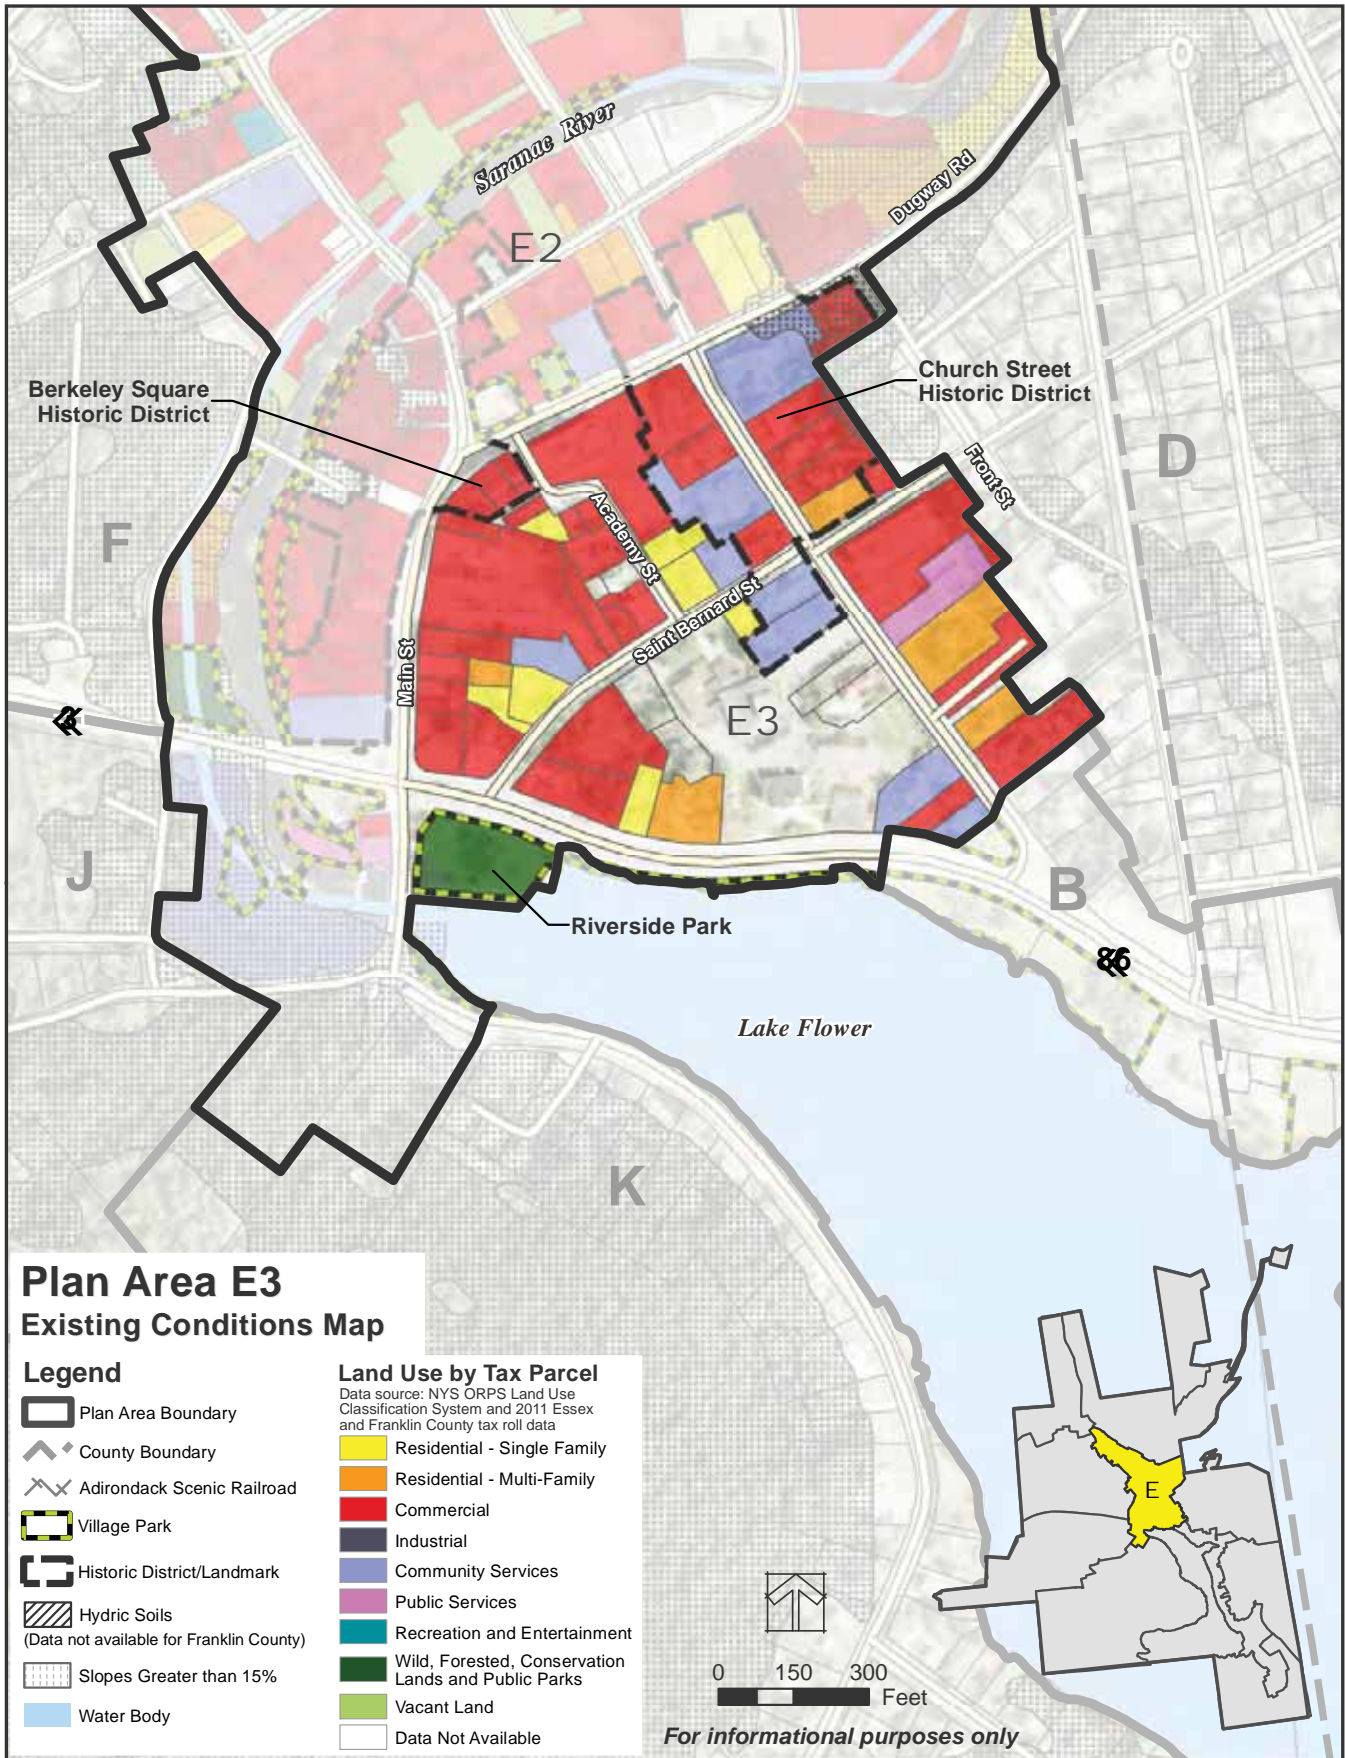 Saranac River
Dugway Rd
E2
Berkeley Square
Historic District
Church Street
Historic District
D
Front St
F
Academy St
Saint Bernard St
Main St
E3
3
J
B
Riverside Park
86
Lake Flower
K
Plan Area E3
Existing Conditions Map
Legend
Plan Area Boundary
County Boundary
Adirondack Scenic Railroad
Village Park
Historic District/Landmark
Hydric Soils
(Data not available for Franklin County)
Slopes Greater than 15%
Water Body
Land Use by Tax Parcel
Data source: NYS ORPS Land Use
Classification System and 2011 Essex
and Franklin County tax roll data
Residential - Single Family
Residential - Multi-Family
Commercial
Industrial
Community Services
Public Services
Recreation and Entertainment
Wild, Forested, Conservation
Lands and Public Parks
Vacant Land
Data Not Available
E
0 150 300
Feet
For informational purposes only